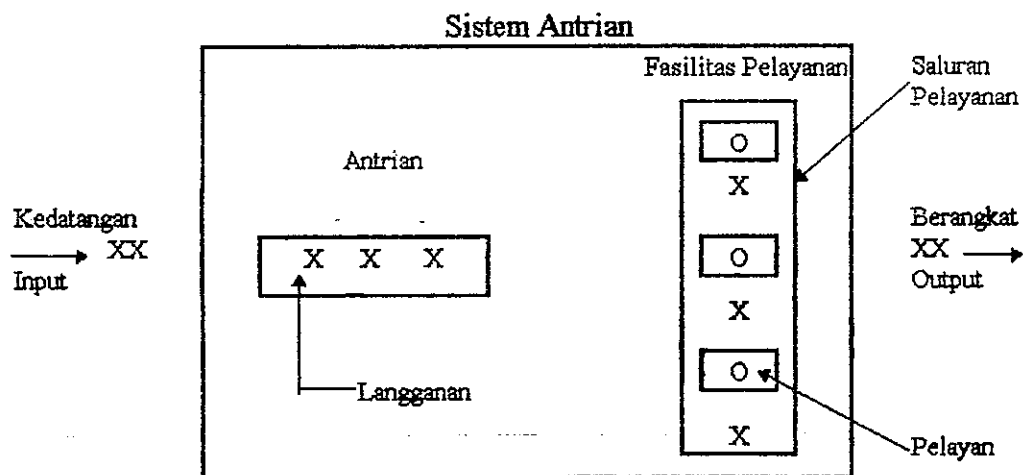 Sistem Antrian
Fasilitas Pelayanan
Saluran
Pelayanan
O
Antrian
X
Kedatangan
XX
Input
X X X
O
Berangkat
XX
Output
X
O
Langganan
X
Pelayan